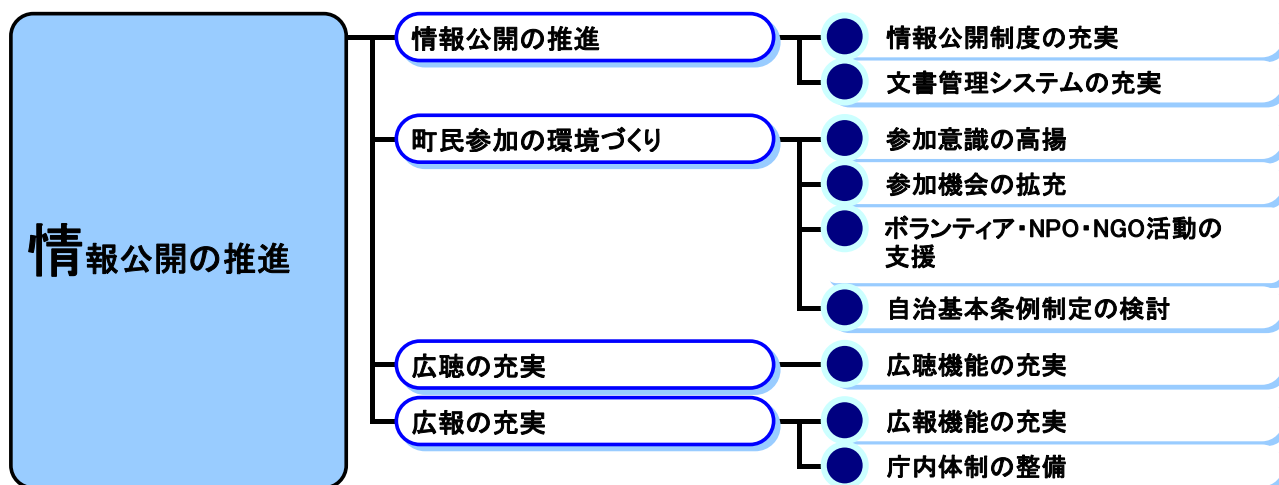 情報公開の推進
情報公開の推進
情報公開制度の充実
文書管理システムの充実
町民参加の環境づくり
参加意識の高揚
参加機会の拡充
ボランティア・NPO・NGO活動の
支援
自治基本条例制定の検討
広聴の充実
広聴機能の充実
広報の充実
広報機能の充実
庁内体制の整備